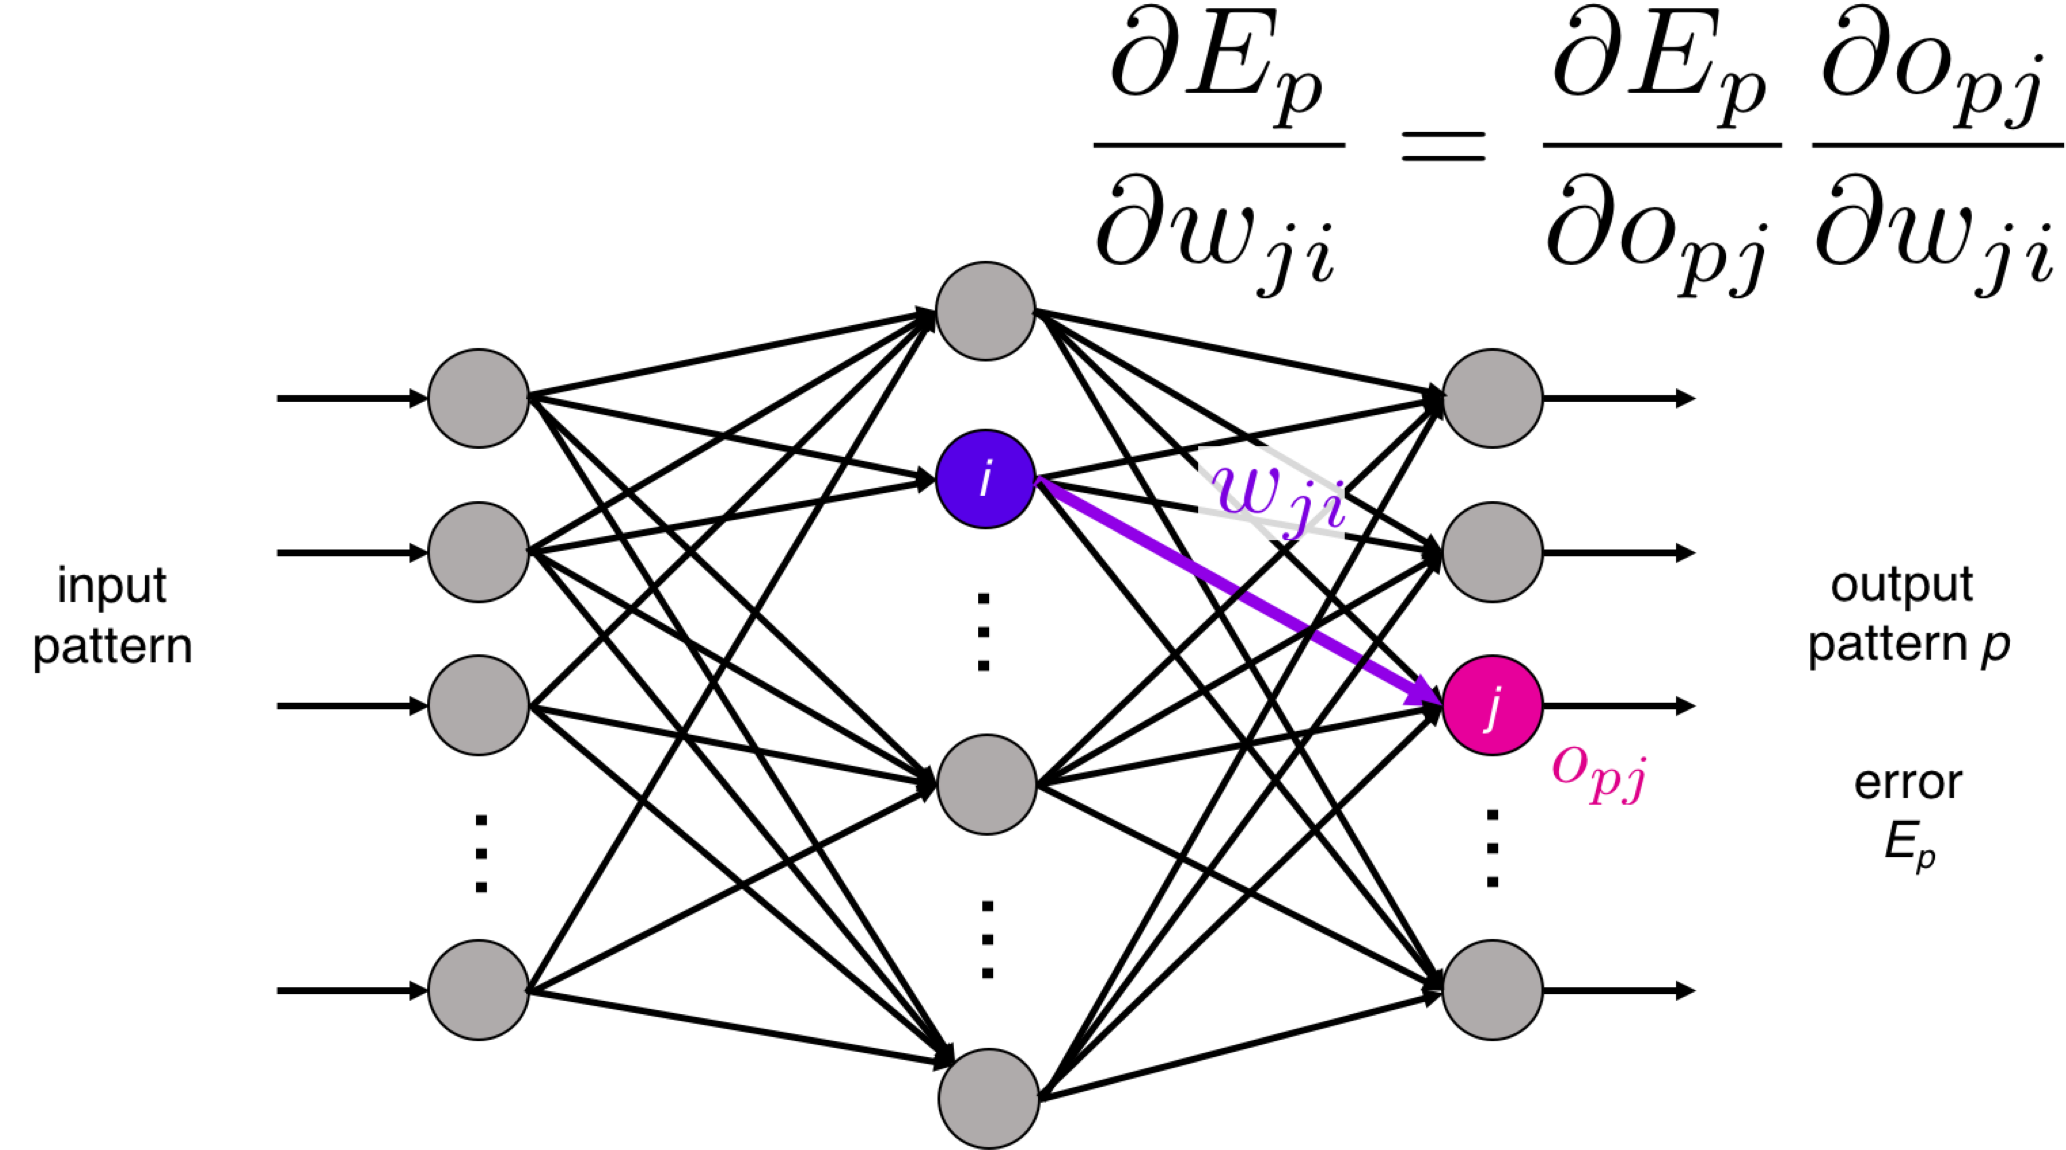 ∂E_p/∂w_ji = ∂E_p/∂o_pj ∂o_pj/∂w_ji
i
w_ji
input
pattern
output
pattern p
j
o_pj
error
E_p